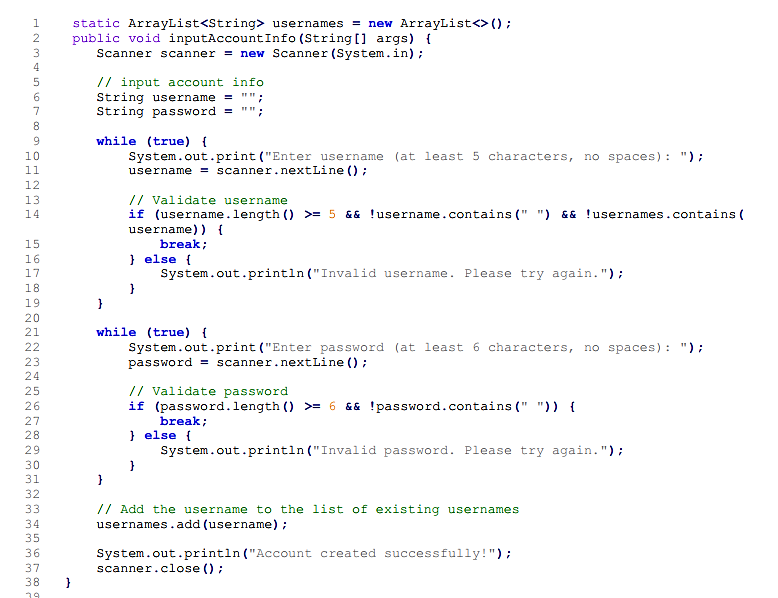 1 static ArrayList<String> usernames = new ArrayList<>();
2 public void inputAccountInfo(String[] args) {
3 Scanner scanner = new Scanner(System.in);
4
5 // input account info
6 String username = "";
7 String password = "";
8
9 while (true) {
10 System.out.print("Enter username (at least 5 characters, no spaces): ");
11 username = scanner.nextLine();
12
13 // Validate username
14 if (username.length() >= 5 && !username.contains(" ") && !usernames.contains(
username)) {
15 break;
16 } else {
17 System.out.println("Invalid username. Please try again.");
18 }
19 }
20
21 while (true) {
22 System.out.print("Enter password (at least 6 characters, no spaces): ");
23 password = scanner.nextLine();
24
25 // Validate password
26 if (password.length() >= 6 && !password.contains(" ")) {
27 break;
28 } else {
29 System.out.println("Invalid password. Please try again.");
30 }
31 }
32
33 // Add the username to the list of existing usernames
34 usernames.add(username);
35
36 System.out.println("Account created successfully!");
37 scanner.close();
38 }
39